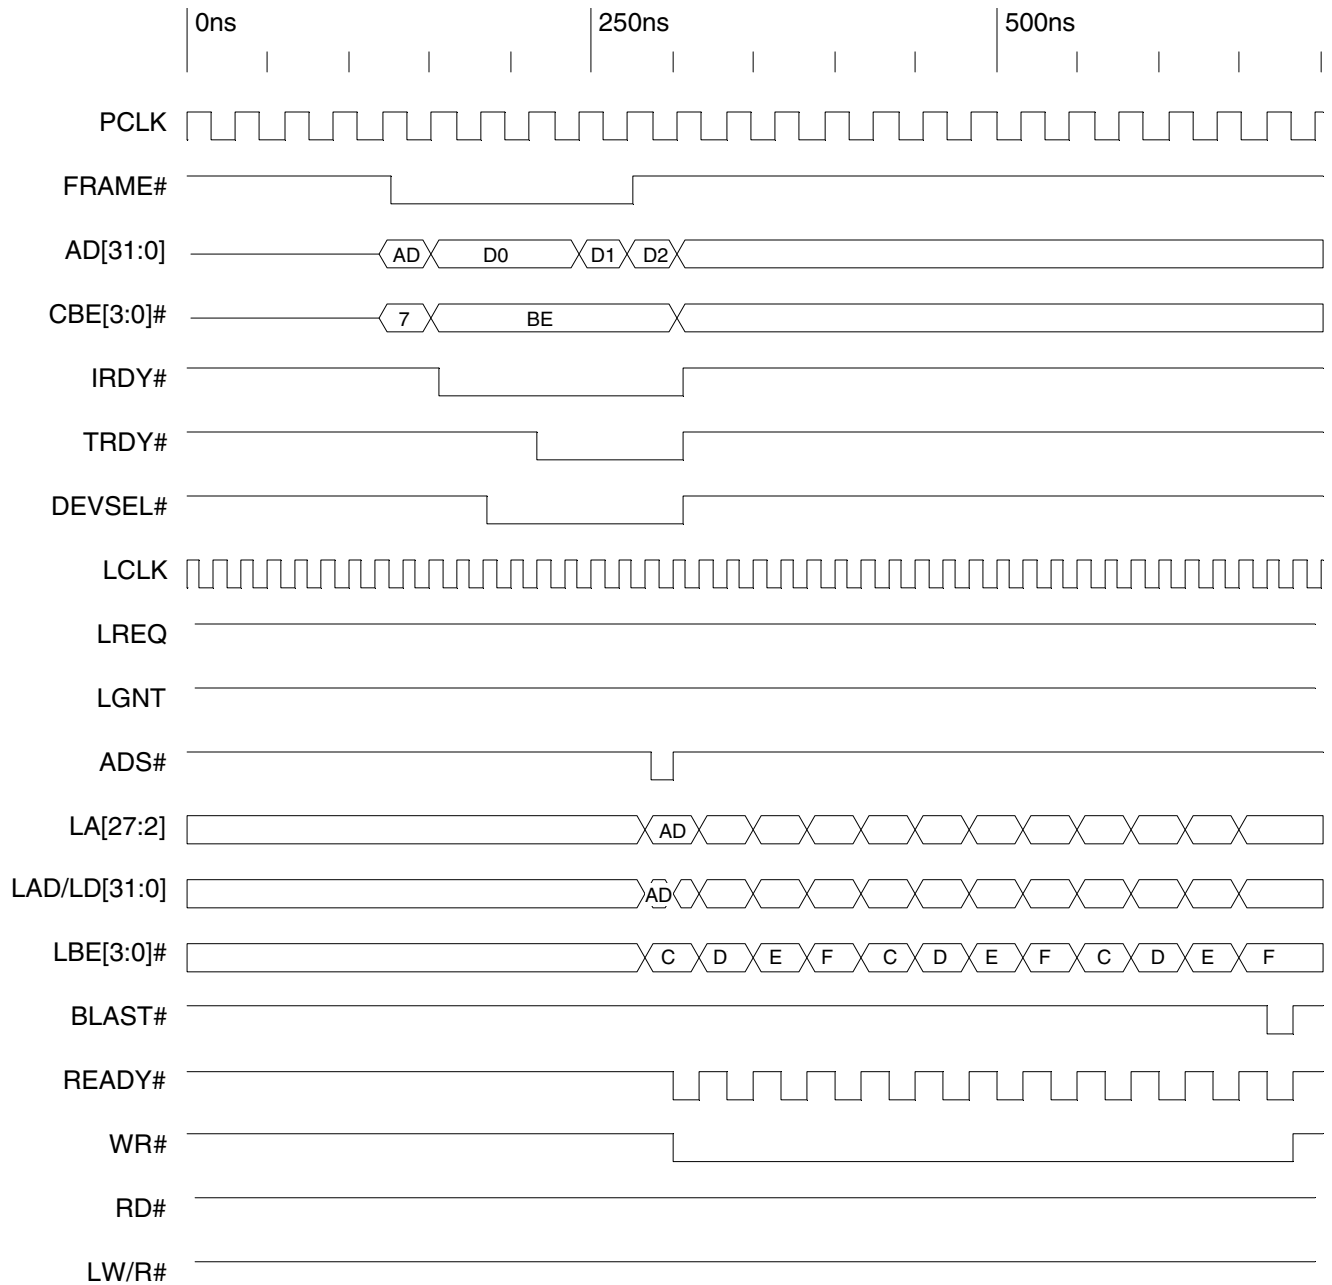 0ns 250ns 500ns
PCLK
FRAME#
AD[31:0] AD D0 D1 D2
CBE[3:0]# 7 BE
IRDY#
TRDY#
DEVSEL#
LCLK
LREQ
LGNT
ADS#
LA[27:2] AD
LAD/LD[31:0] AD
LBE[3:0]# C D E F C D E F C D E F
BLAST#
READY#
WR#
RD#
LW/R#